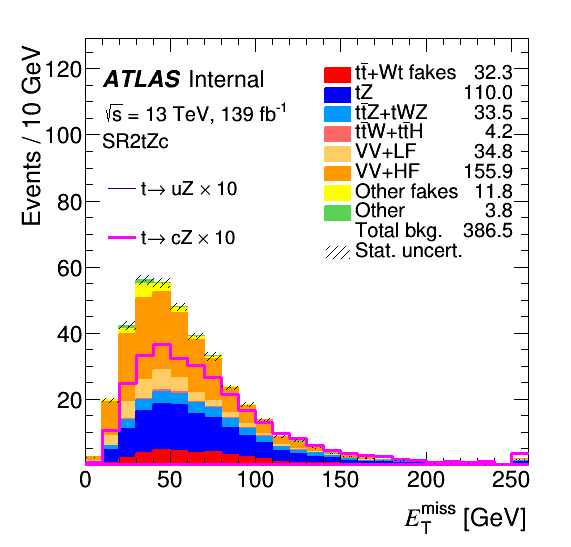 ATLAS Internal
√s = 13 TeV, 139 fb⁻¹
SR2tZc
t→ uZ × 10
t→ cZ × 10
tt̄+Wt fakes 32.3
tZ 110.0
tt̄Z+tWZ 33.5
tt̄W+tt̄H 4.2
VV+LF 34.8
VV+HF 155.9
Other fakes 11.8
Other 3.8
Total bkg. 386.5
Stat. uncert.
Events / 10 GeV
120
100
80
60
40
20
0 50 100 150 200 250
E_T^miss [GeV]